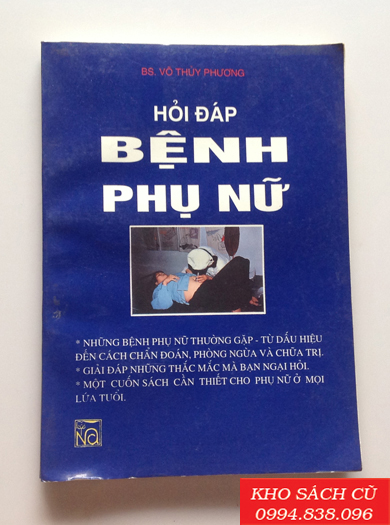 BS. VÕ THỦY PHƯƠNG
HỎI ĐÁP
BỆNH
PHỤ NỮ
* NHỮNG BỆNH PHỤ NỮ THƯỜNG GẶP - TỪ DẤU HIỆU
ĐẾN CÁCH CHẨN ĐOÁN, PHÒNG NGỪA VÀ CHỮA TRỊ.
* GIẢI ĐÁP NHỮNG THẮC MẮC MÀ BẠN NGẠI HỎI.
* MỘT CUỐN SÁCH CẦN THIẾT CHO PHỤ NỮ Ở MỌI
LỨA TUỔI.
KHO SÁCH CŨ
0994.838.096